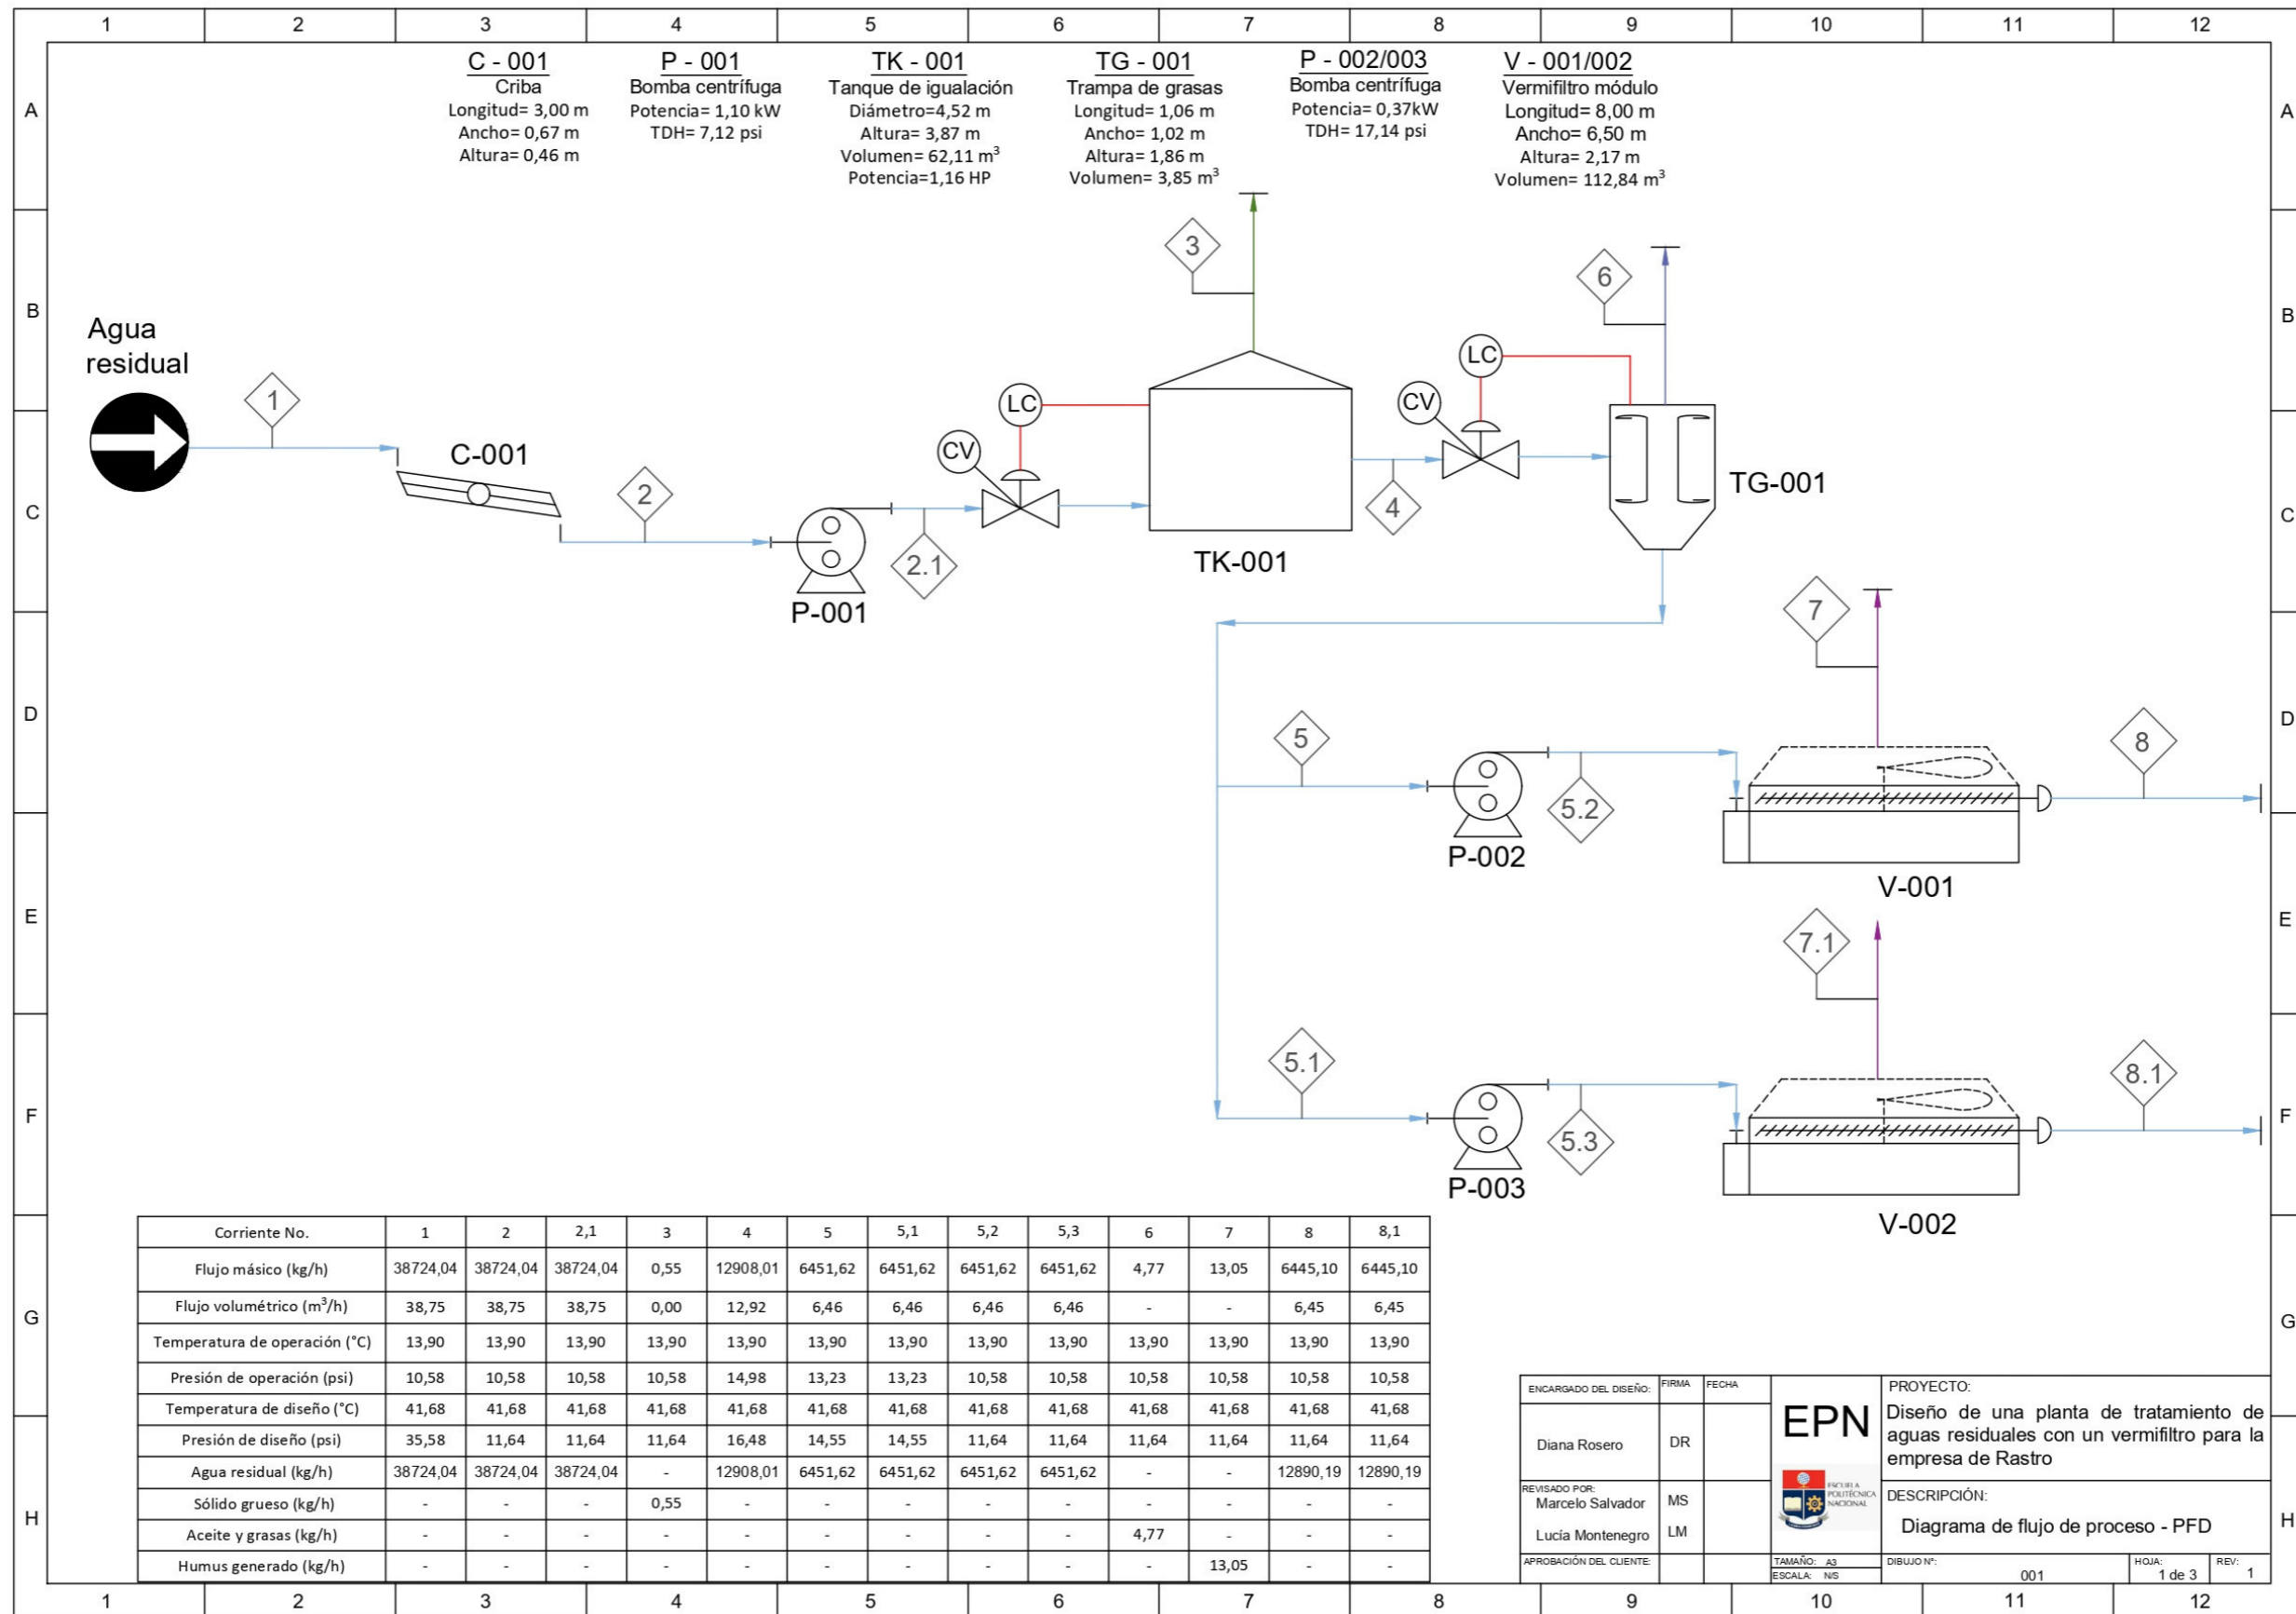 1 2 3 4 5 6 7 8 9 10 11 12
A
B
C
D
E
F
G
H
A
B
C
D
E
F
G
H
C - 001
Criba
Longitud= 3,00 m
Ancho= 0,67 m
Altura= 0,46 m
P - 001
Bomba centrífuga
Potencia= 1,10 kW
TDH= 7,12 psi
TK - 001
Tanque de igualación
Diámetro=4,52 m
Altura= 3,87 m
Volumen= 62,11 m³
Potencia=1,16 HP
TG - 001
Trampa de grasas
Longitud= 1,06 m
Ancho= 1,02 m
Altura= 1,86 m
Volumen= 3,85 m³
P - 002/003
Bomba centrífuga
Potencia= 0,37kW
TDH= 17,14 psi
V - 001/002
Vermifiltro módulo
Longitud= 8,00 m
Ancho= 6,50 m
Altura= 2,17 m
Volumen= 112,84 m³
Agua
residual
1
C-001
2
P-001
2.1
CV
LC
3
TK-001
4
CV
LC
6
TG-001
5
P-002
5.2
7
V-001
8
5.1
P-003
5.3
7.1
V-002
8.1
Corriente No. 1 2 2,1 3 4 5 5,1 5,2 5,3 6 7 8 8,1
Flujo másico (kg/h) 38724,04 38724,04 38724,04 0,55 12908,01 6451,62 6451,62 6451,62 6451,62 4,77 13,05 6445,10 6445,10
Flujo volumétrico (m³/h) 38,75 38,75 38,75 0,00 12,92 6,46 6,46 6,46 6,46 - - 6,45 6,45
Temperatura de operación (°C) 13,90 13,90 13,90 13,90 13,90 13,90 13,90 13,90 13,90 13,90 13,90 13,90 13,90
Presión de operación (psi) 10,58 10,58 10,58 10,58 14,98 13,23 13,23 10,58 10,58 10,58 10,58 10,58 10,58
Temperatura de diseño (°C) 41,68 41,68 41,68 41,68 41,68 41,68 41,68 41,68 41,68 41,68 41,68 41,68 41,68
Presión de diseño (psi) 35,58 11,64 11,64 11,64 16,48 14,55 14,55 11,64 11,64 11,64 11,64 11,64 11,64
Agua residual (kg/h) 38724,04 38724,04 38724,04 - 12908,01 6451,62 6451,62 6451,62 6451,62 - - 12890,19 12890,19
Sólido grueso (kg/h) - - - 0,55 - - - - - - - - -
Aceite y grasas (kg/h) - - - - - - - - - 4,77 - - -
Humus generado (kg/h) - - - - - - - - - - 13,05 - -
ENCARGADO DEL DISEÑO: FIRMA FECHA
Diana Rosero DR
REVISADO POR:
Marcelo Salvador MS
Lucía Montenegro LM
APROBACIÓN DEL CLIENTE:
EPN
ESCUELA
POLITÉCNICA
NACIONAL
TAMAÑO: A3
ESCALA: N/S
PROYECTO:
Diseño de una planta de tratamiento de
aguas residuales con un vermifiltro para la
empresa de Rastro
DESCRIPCIÓN:
Diagrama de flujo de proceso - PFD
DIBUJO N°:
001
HOJA:
1 de 3
REV:
1
1 2 3 4 5 6 7 8 9 10 11 12